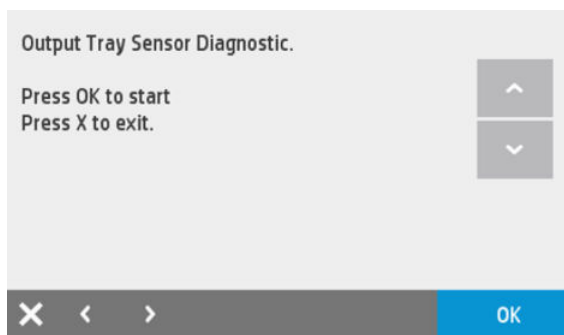 Output Tray Sensor Diagnostic.
Press OK to start
Press X to exit.
OK